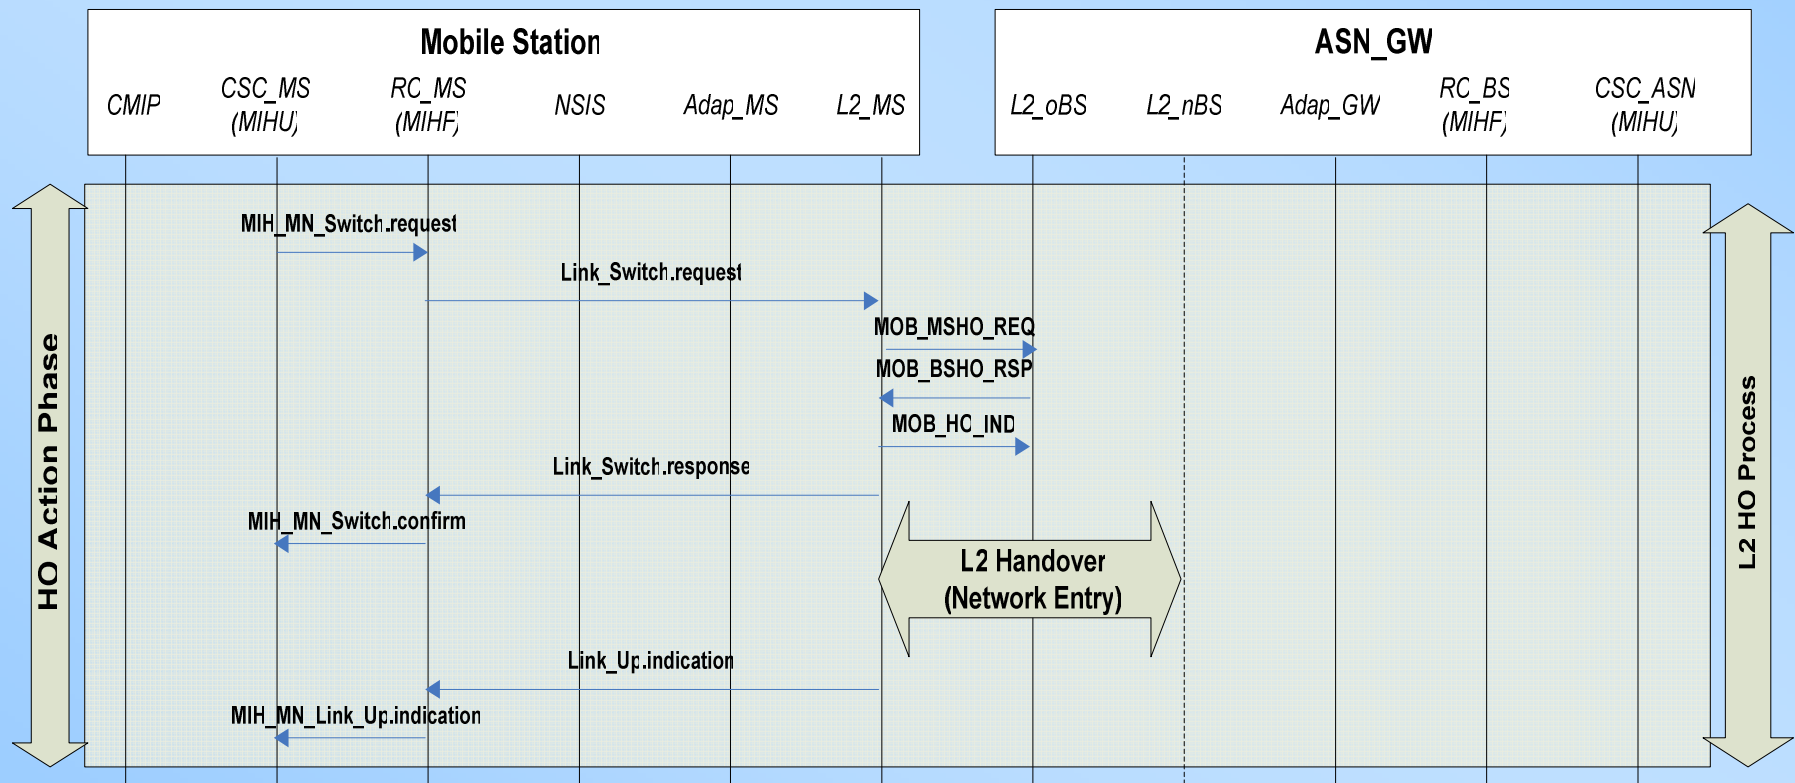 Mobile Station
ASN_GW
CMIP
CSC_MS
(MIHU)
RC_MS
(MIHF)
NSIS
Adap_MS
L2_MS
L2_oBS
L2_nBS
Adap_GW
RC_BS
(MIHF)
CSC_ASN
(MIHU)
HO Action Phase
MIH_MN_Switch.request
Link_Switch.request
MOB_MSHO_REQ
MOB_BSHO_RSP
MOB_HO_IND
Link_Switch.response
MIH_MN_Switch.confirm
L2 Handover
(Network Entry)
Link_Up.indication
MIH_MN_Link_Up.indication
L2 HO Process